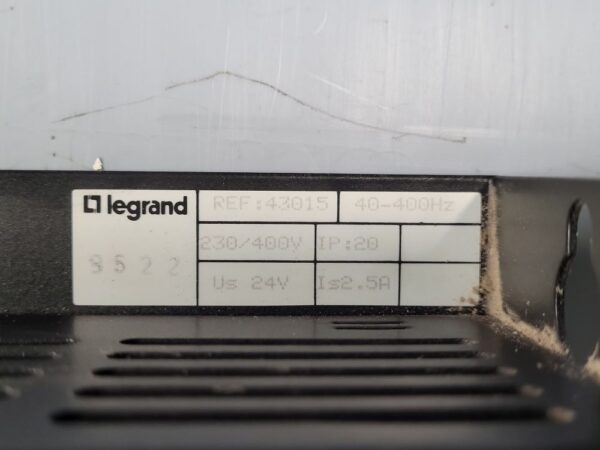 legrand
REF:43015 40-400Hz
230/400V IP:20
9522
Us 24V Is2.5A